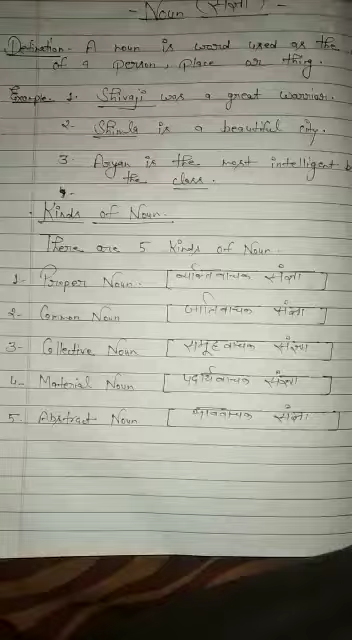 - Noun (संज्ञा) -
Definition - A noun is word used as the
of a person, place or thing.
Example 1. Shivaji was a great warrior.
2- Shimla is a beautiful city.
3. Aryan is the most intelligent b
the class.
4-
Kinds of Noun.
There are 5 Kinds of Noun.
1- Proper Noun. [व्यक्तिवाचक संज्ञा]
2- Common Noun [जातिवाचक संज्ञा]
3- Collective Noun [समूहवाचक संज्ञा]
4- Material Noun [पदार्थवाचक संज्ञा]
5. Abstract Noun [भाववाचक संज्ञा]